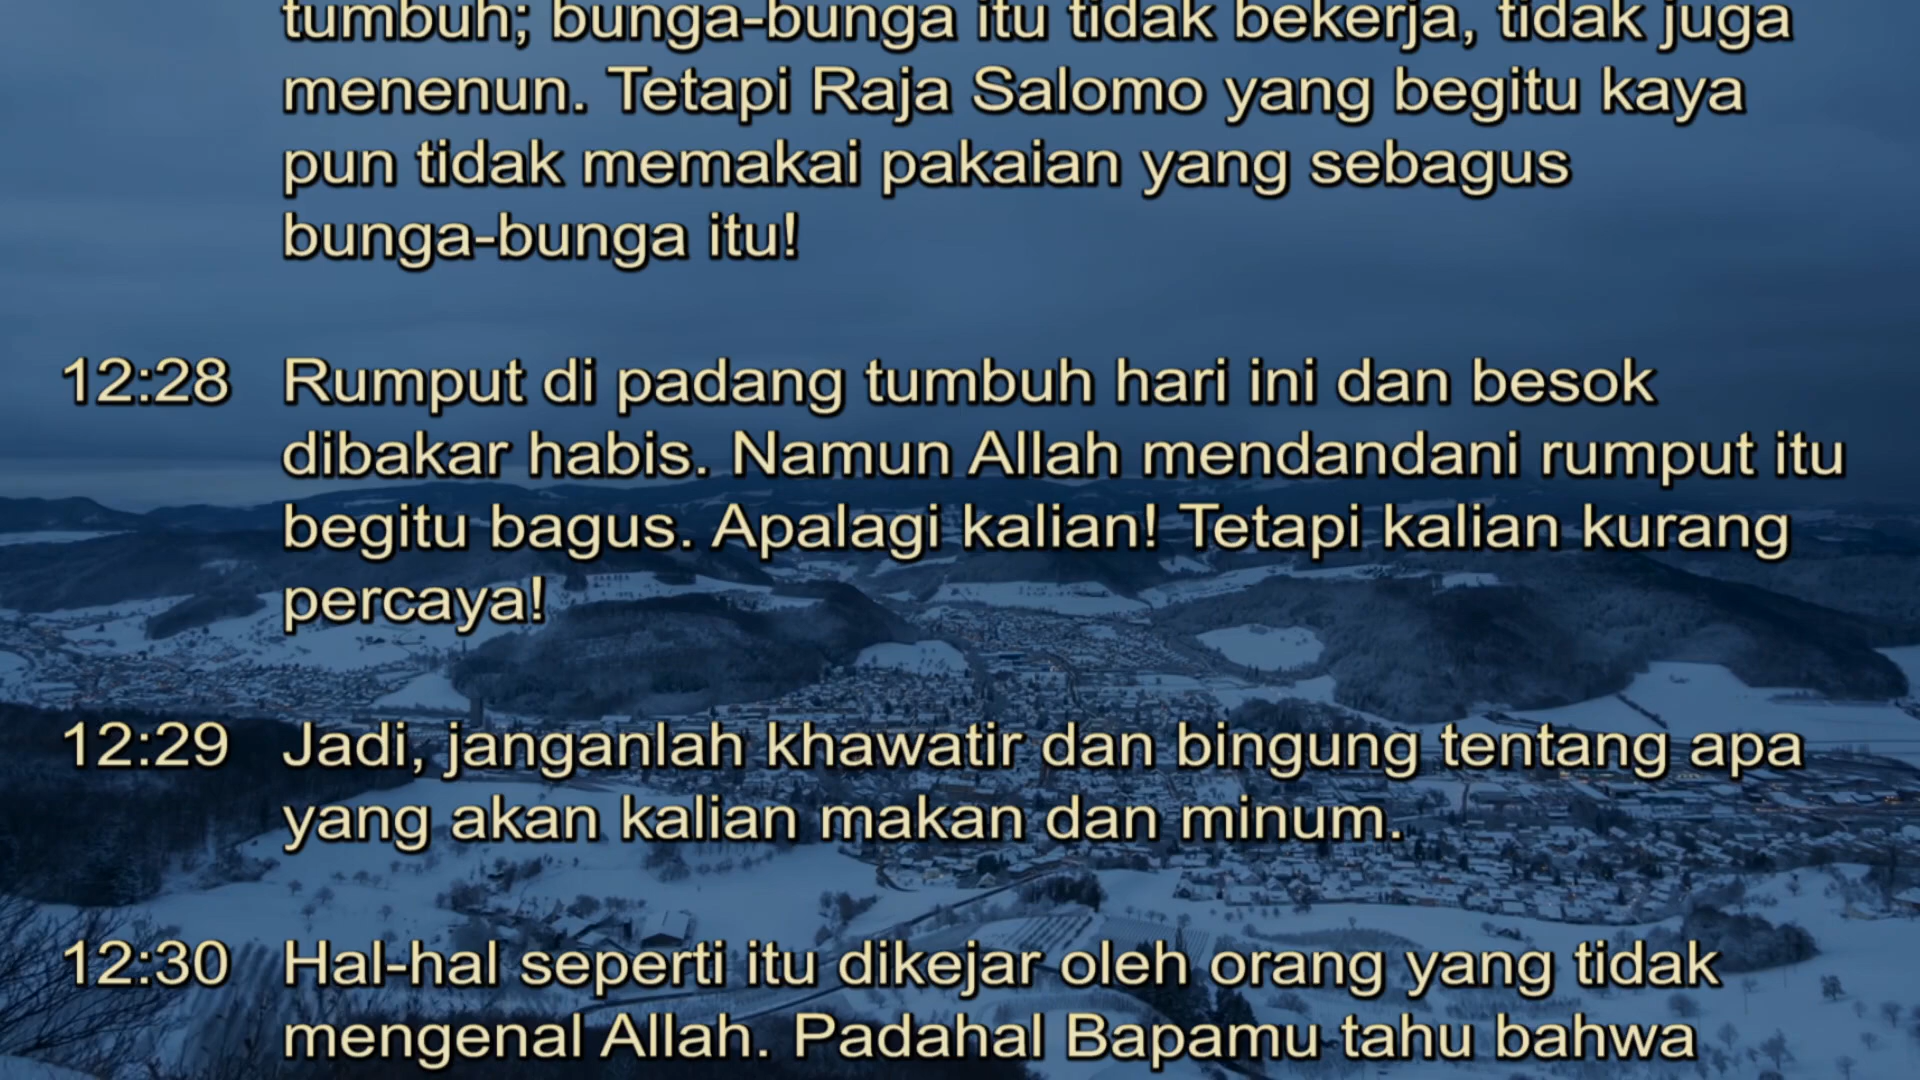 tumbuh; bunga-bunga itu tidak bekerja, tidak juga
menenun. Tetapi Raja Salomo yang begitu kaya
pun tidak memakai pakaian yang sebagus
bunga-bunga itu!
12:28 Rumput di padang tumbuh hari ini dan besok
dibakar habis. Namun Allah mendandani rumput itu
begitu bagus. Apalagi kalian! Tetapi kalian kurang
percaya!
12:29 Jadi, janganlah khawatir dan bingung tentang apa
yang akan kalian makan dan minum.
12:30 Hal-hal seperti itu dikejar oleh orang yang tidak
mengenal Allah. Padahal Bapamu tahu bahwa